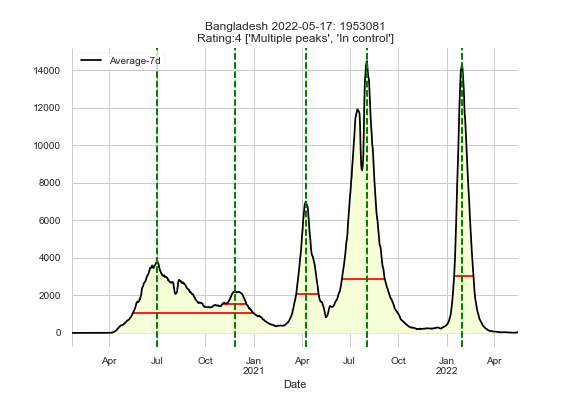 Bangladesh 2022-05-17: 1953081
Rating:4 ['Multiple peaks', 'In control']
Average-7d
14000
12000
10000
8000
6000
4000
2000
0
Apr Jul Oct Jan Apr Jul Oct Jan Apr
2021 2022
Date